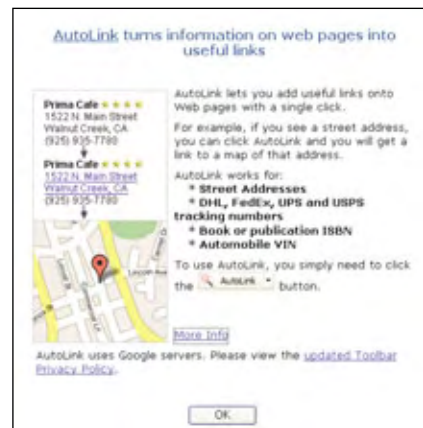 AutoLink turns information on web pages into
useful links
Prima Cafe ★ ★ ★ ★
1522 N. Main Street
Walnut Creek, CA
(925) 935-7780
Prima Cafe ★ ★ ★ ★
1522 N. Main Street
Walnut Creek, CA
(925) 935-7780
AutoLink lets you add useful links onto
Web pages with a single click.
For example, if you see a street address,
you can click AutoLink and you will get a
link to a map of that address.
AutoLink works for:
* Street Addresses
* DHL, FedEx, UPS and USPS
tracking numbers
* Book or publication ISBN
* Automobile VIN
To use AutoLink, you simply need to click
the AutoLink button.
More Info
AutoLink uses Google servers. Please view the updated Toolbar
Privacy Policy.
OK